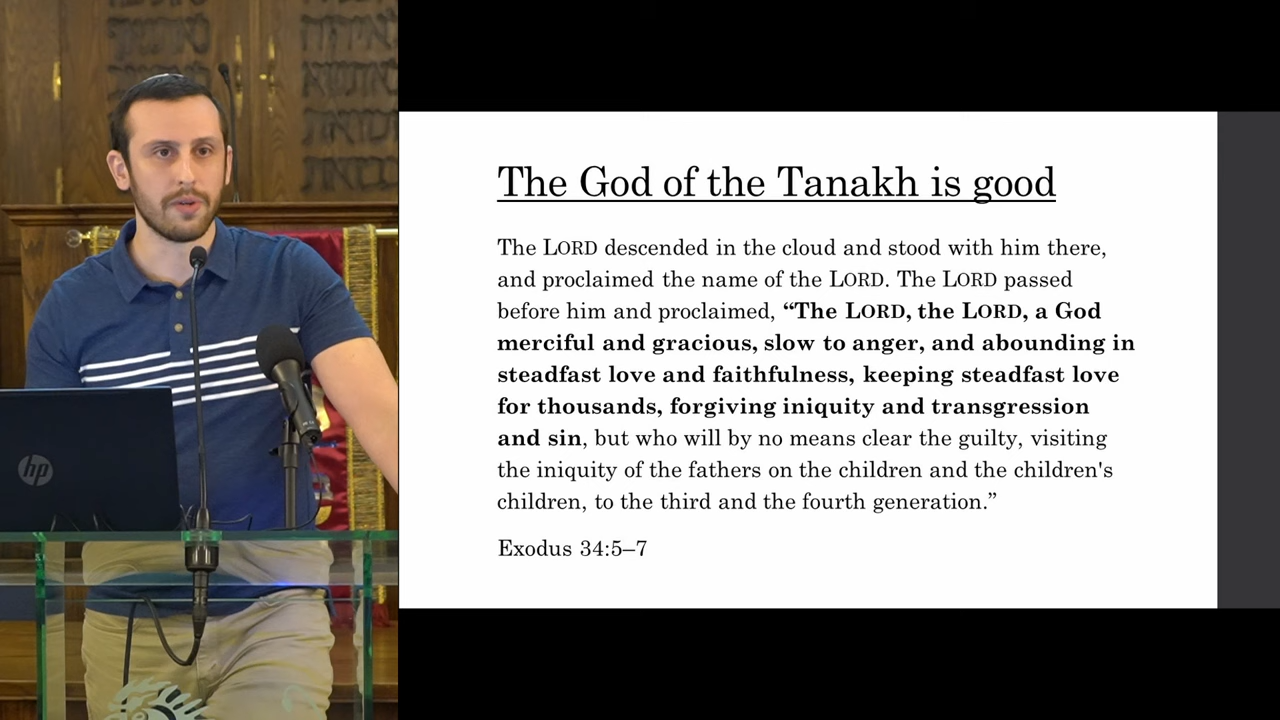 The God of the Tanakh is good
The LORD descended in the cloud and stood with him there,
and proclaimed the name of the LORD. The LORD passed
before him and proclaimed, “The LORD, the LORD, a God
merciful and gracious, slow to anger, and abounding in
steadfast love and faithfulness, keeping steadfast love
for thousands, forgiving iniquity and transgression
and sin, but who will by no means clear the guilty, visiting
the iniquity of the fathers on the children and the children's
children, to the third and the fourth generation.”
Exodus 34:5–7
hp